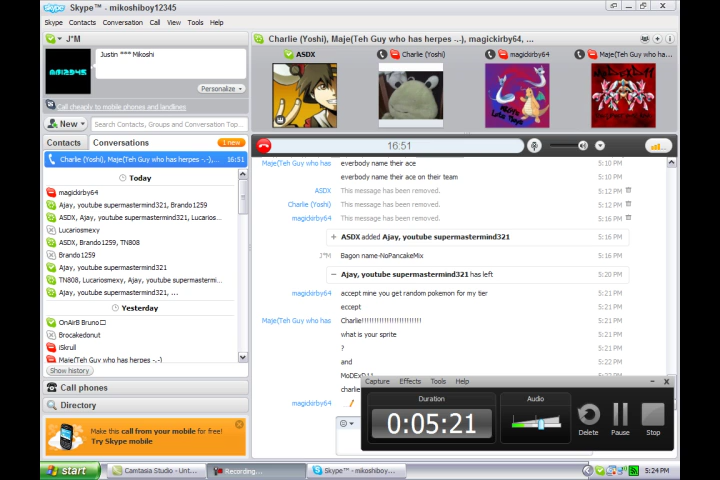 skype Skype™ - mikoshiboy12345
Skype Contacts Conversation Call View Tools Help
J*M
Justin *** Mikoshi
Personalize
Call cheaply to mobile phones and landlines
New Search Contacts, Groups and Conversation Top...
Contacts Conversations 1 new
Charlie (Yoshi), Maje(Teh Guy who has herpes -.-),... 16:51
Today
magickirby64
Ajay, youtube supermastermind321, Brando1259
ASDX, Ajay, youtube supermastermind321, Lucarios...
Lucariosmexy
ASDX, Brando1259, TN808
Brando1259
Ajay, youtube supermastermind321
TN808, Lucariosmexy, Ajay, youtube supermastermi...
Ajay, youtube supermastermind321, ...
Yesterday
OnAirB Bruno□
Brocakedonut
iSkrull
Maje(Teh Guy who has herpes -.-)
Show history
Call phones
Directory
Make this call from your mobile for free!
Try Skype mobile
Charlie (Yoshi), Maje(Teh Guy who has herpes -.-), magickirby64, ...
ASDX Charlie (Yoshi) magickirby64 Maje(Teh Guy who ha...
16:51
Maje(Teh Guy who has everbody name their ace 5:10 PM
everbody name their ace on their team 5:10 PM
ASDX This message has been removed. 5:12 PM
Charlie (Yoshi) This message has been removed. 5:12 PM
magickirby64 This message has been removed. 5:16 PM
+ ASDX added Ajay, youtube supermastermind321 5:16 PM
J*M Bagon name-NoPancakeMix 5:16 PM
− Ajay, youtube supermastermind321 has left 5:20 PM
magickirby64 accept mine you get random pokemon for my tier 5:21 PM
eccept 5:21 PM
Maje(Teh Guy who has Charlie!!!!!!!!!!!!!!!!!!!!!!!! 5:21 PM
what is your sprite 5:21 PM
? 5:21 PM
and 5:22 PM
MoDExD11 5:22 PM
charlie
magickirby64
Capture Effects Tools Help
Duration Audio
0:05:21
Delete Pause Stop
start Camtasia Studio - Unt... Recording... Skype™ - mikoshiboy... 5:24 PM